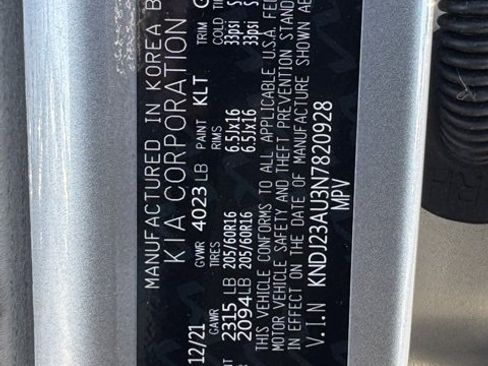 MANUFACTURED IN KOREA B
KIA CORPORATION
12/21 GVWR 4023 LB PAINT KLT TRIM
GAWR TIRES RIMS COLD TI
2315 LB 205/60R16 6.5Jx16 33psi
2094LB 205/60R16 6.5Jx16 33psi
THIS VEHICLE CONFORMS TO ALL APPLICABLE U.S.A. FED
MOTOR VEHICLE SAFETY AND THEFT PREVENTION STAND
IN EFFECT ON THE DATE OF MANUFACTURE SHOWN AB
V.I.N KNDJ23AU3N7820928
MPV